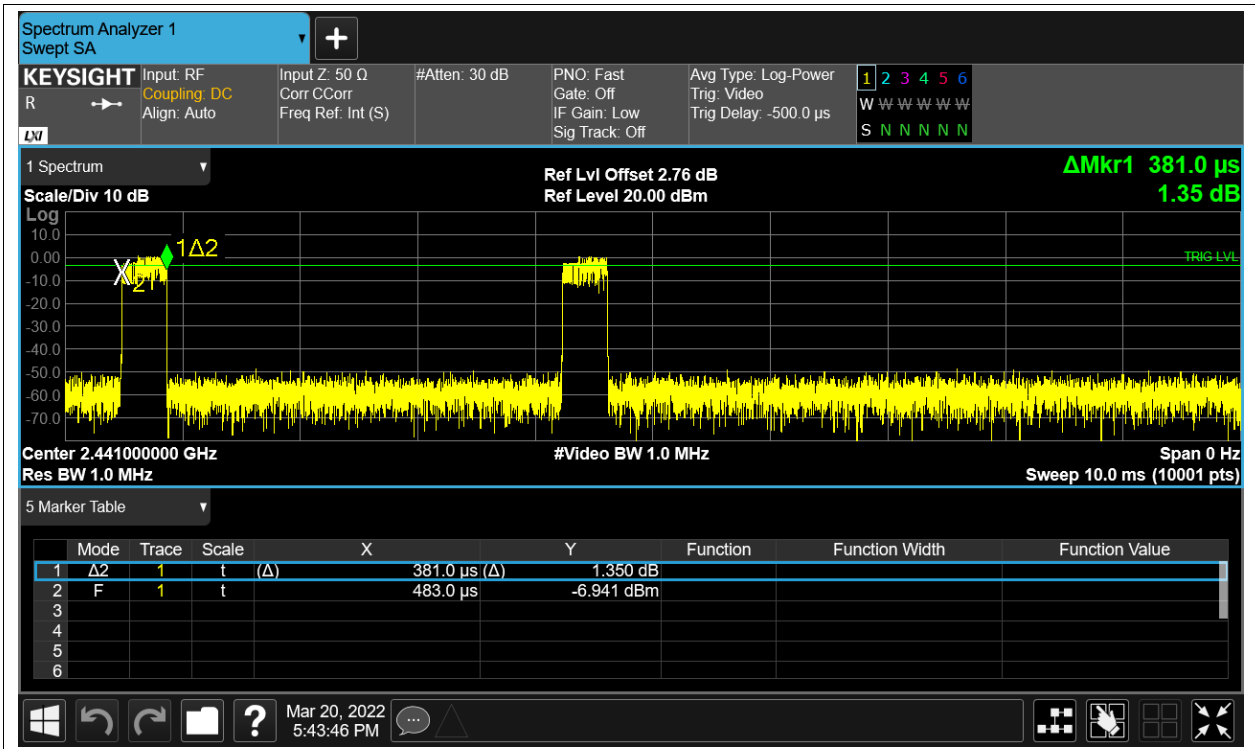 Spectrum Analyzer 1
Swept SA
+
KEYSIGHT Input: RF Input Z: 50 Ω #Atten: 30 dB PNO: Fast Avg Type: Log-Power 1 2 3 4 5 6
R Coupling: DC Corr CCorr Gate: Off Trig: Video W W W W W W
Align: Auto Freq Ref: Int (S) IF Gain: Low Trig Delay: -500.0 µs
LXI Sig Track: Off S N N N N N
1 Spectrum
Ref Lvl Offset 2.76 dB ΔMkr1 381.0 µs
Scale/Div 10 dB Ref Level 20.00 dBm 1.35 dB
Log
10.0
1Δ2
0.00 TRIG LVL
X2
-10.0
-20.0
-30.0
-40.0
-50.0
-60.0
-70.0
Center 2.441000000 GHz #Video BW 1.0 MHz Span 0 Hz
Res BW 1.0 MHz Sweep 10.0 ms (10001 pts)
5 Marker Table
Mode Trace Scale X Y Function Function Width Function Value
1 Δ2 1 t (Δ) 381.0 µs (Δ) 1.350 dB
2 F 1 t 483.0 µs -6.941 dBm
3
4
5
6
? Mar 20, 2022
5:43:46 PM